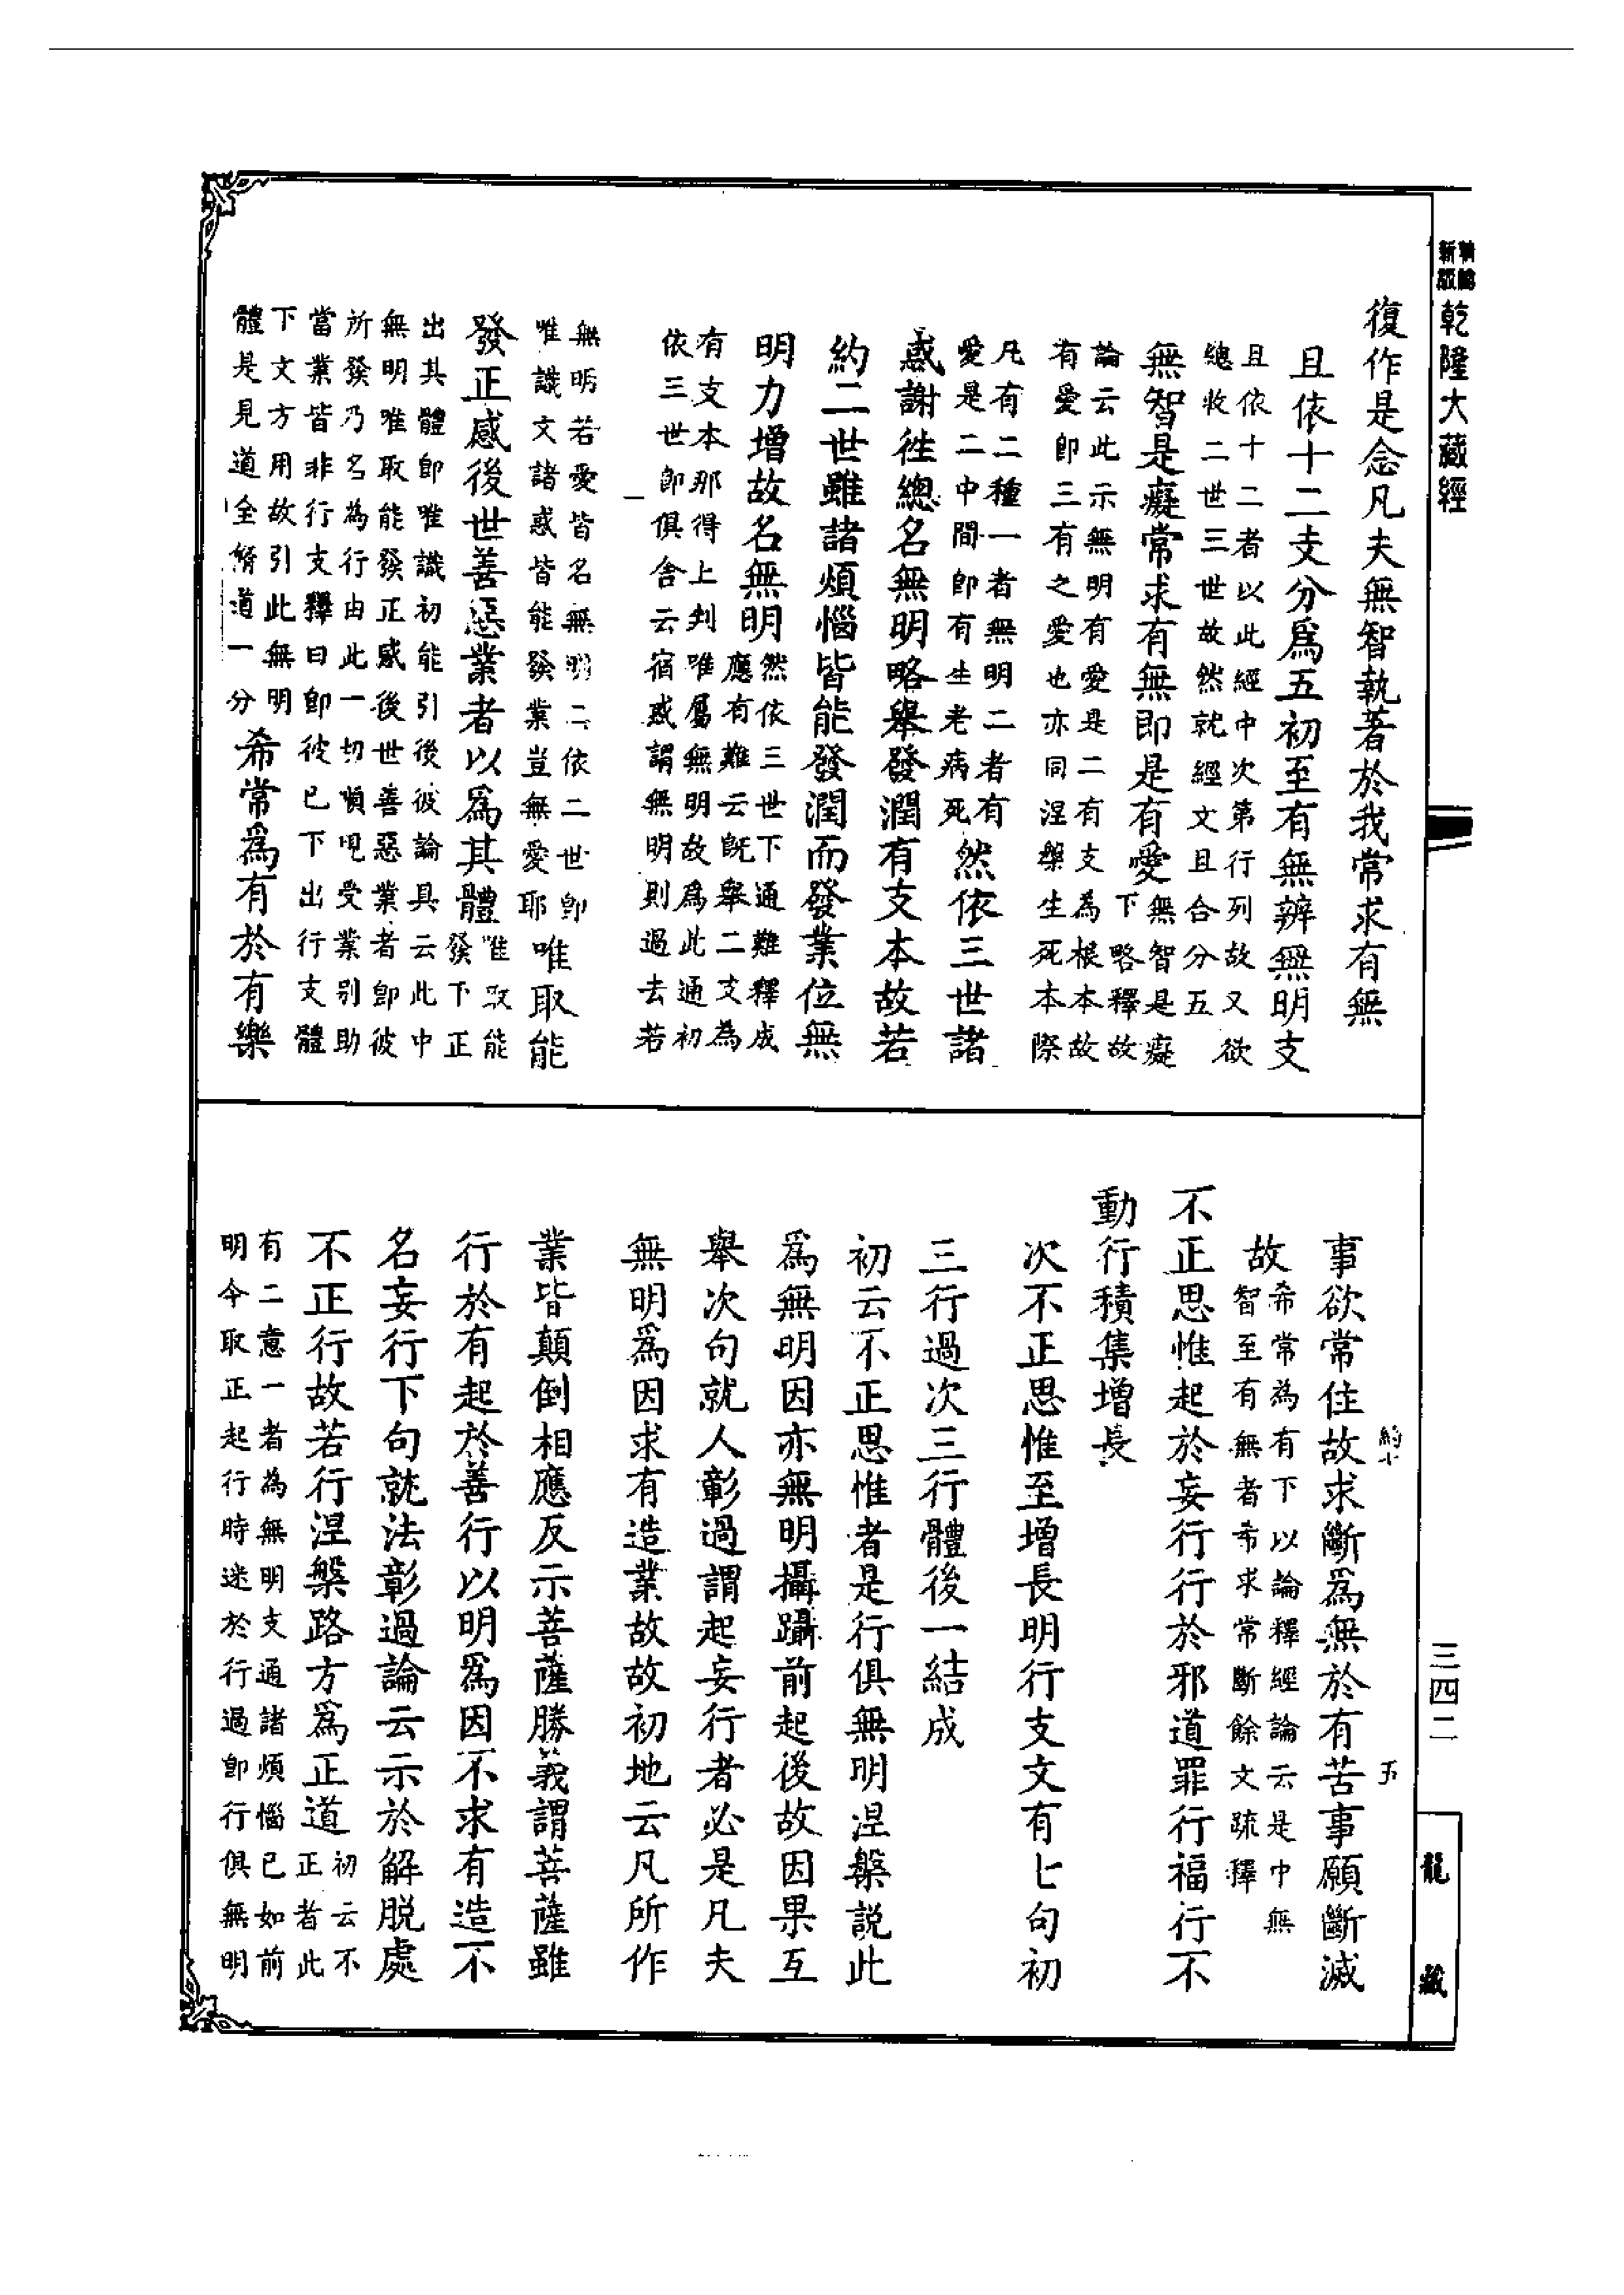 新版精縮
乾隆大藏經
復作是念凡夫無智執著於我常求有無
且依十二支分爲五初至有無辨無明支
且依十二者以此經中次第行列故又欲
總收二世三世故然就經文且合分五
無智是癡常求有無即是有愛無智是癡下略釋故
論云此示無明有愛是二有支為根本故
有愛即三有之愛也亦同涅槃生死本際
凡有二種一者無明二者有
愛是二中間即有生老病死然依三世諸
惑謝往總名無明略舉發潤有支本故若
約二世雖諸煩惱皆能發潤而發業位無
明力增故名無明然依三世下通難釋成應有難云既舉二支為
有支本那得上判唯屬無明故爲此通初
依三世即俱舍云宿惑謂無明則過去若
無明若愛皆名無明二依二世即
唯識文諸惑皆能發業豈無愛耶唯取能
發正感後世善惡業者以爲其體唯取能發下正
出其體即唯識初能引後彼論具云此中
無明唯取能發正感後世善惡業者即彼
所發乃名為行由此一切順現受業別助
當業皆非行支釋曰即彼已下出行支體
下文方用故引此無明
體是見道全脩道一分希常爲有於有樂
事欲常住故求斷爲無於有苦事願斷滅
故希常為有下以論釋經論云是中無
智至有無者希求常斷餘文疏釋
不正思惟起於妄行行於邪道罪行福行不
動行積集增長
次不正思惟至增長明行支文有七句初
三行過次三行體後一結成
初云不正思惟者是行俱無明涅槃説此
爲無明因亦無明攝躡前起後故因果互
舉次句就人彰過謂起妄行者必是凡夫
無明爲因求有造業故故初地云凡所作
業皆顛倒相應反示菩薩勝義謂菩薩雖
行於有起於善行以明爲因不求有造不
名妄行下句就法彰過論云示於解脱處
不正行故若行涅槃路方爲正道初云不正者此
有二意一者為無明支通諸煩惱已如前
明今取正起行時迷於行過即行俱無明
三四二
龍藏